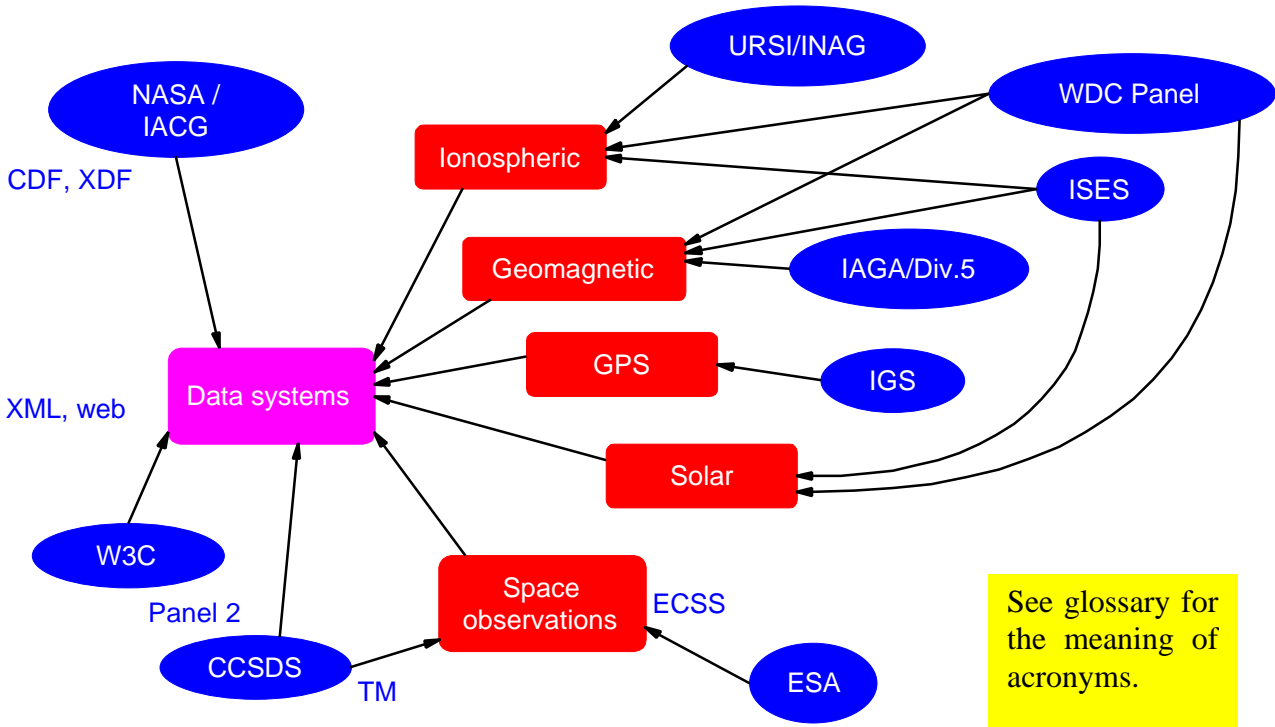 URSI/INAG
NASA /
IACG
WDC Panel
Ionospheric
CDF, XDF
ISES
Geomagnetic
IAGA/Div.5
GPS
IGS
Data systems
XML, web
Solar
W3C
Space
observations
ECSS
Panel 2
CCSDS
TM
ESA
See glossary for
the meaning of
acronyms.